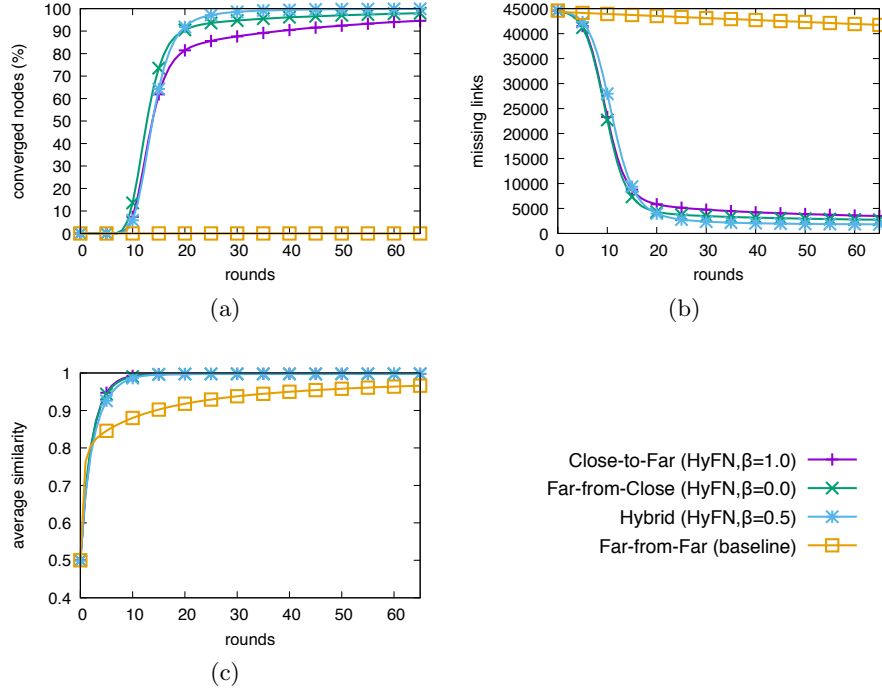 100
90
80
70
60
50
40
30
20
10
0
converged nodes (%)
0 10 20 30 40 50 60
rounds
(a)
45000
40000
35000
30000
25000
20000
15000
10000
5000
0
missing links
0 10 20 30 40 50 60
rounds
(b)
1
0.9
0.8
0.7
0.6
0.5
0.4
average similarity
0 10 20 30 40 50 60
rounds
(c)
Close-to-Far (HyFN,β=1.0)
Far-from-Close (HyFN,β=0.0)
Hybrid (HyFN,β=0.5)
Far-from-Far (baseline)